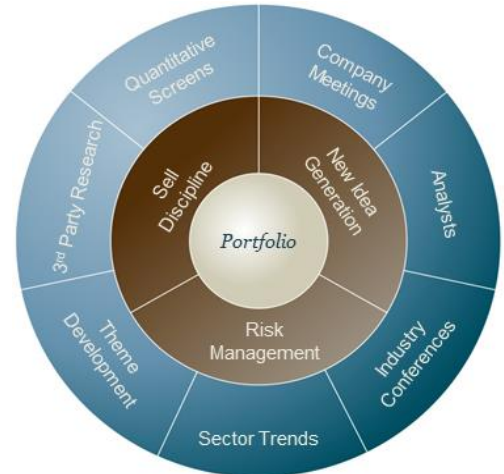 Quantitative
Screens
Company
Meetings
Analysts
Industry
Conferences
Sector Trends
Theme
Development
3rd Party Research
Sell
Discipline
New Idea
Generation
Risk
Management
Portfolio